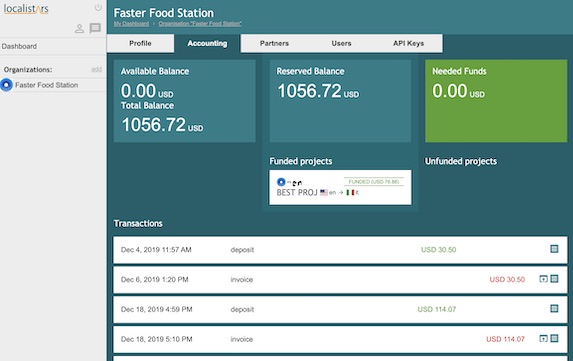 localistars
Dashboard
Organizations: add
Faster Food Station
Faster Food Station
My Dashboard › Organisation "Faster Food Station"
Profile
Accounting
Partners
Users
API Keys
Available Balance
0.00 USD
Total Balance
1056.72 USD
Reserved Balance
1056.72 USD
Needed Funds
0.00 USD
Funded projects
Unfunded projects
FUNDED (USD 76.86)
BEST PROJ en → it
Transactions
Dec 4, 2019 11:57 AM deposit USD 30.50
Dec 6, 2019 1:20 PM invoice USD 30.50
Dec 18, 2019 4:59 PM deposit USD 114.07
Dec 18, 2019 5:10 PM invoice USD 114.07